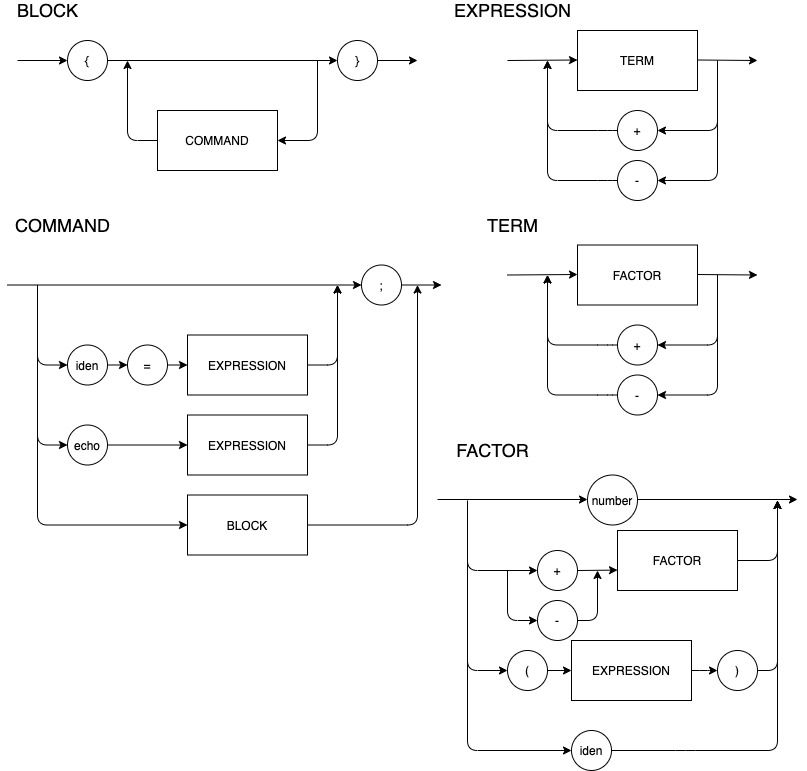 BLOCK
{
}
COMMAND
EXPRESSION
TERM
+
-
COMMAND
;
iden
=
EXPRESSION
echo
EXPRESSION
BLOCK
TERM
FACTOR
+
-
FACTOR
number
+
FACTOR
-
(
EXPRESSION
)
iden